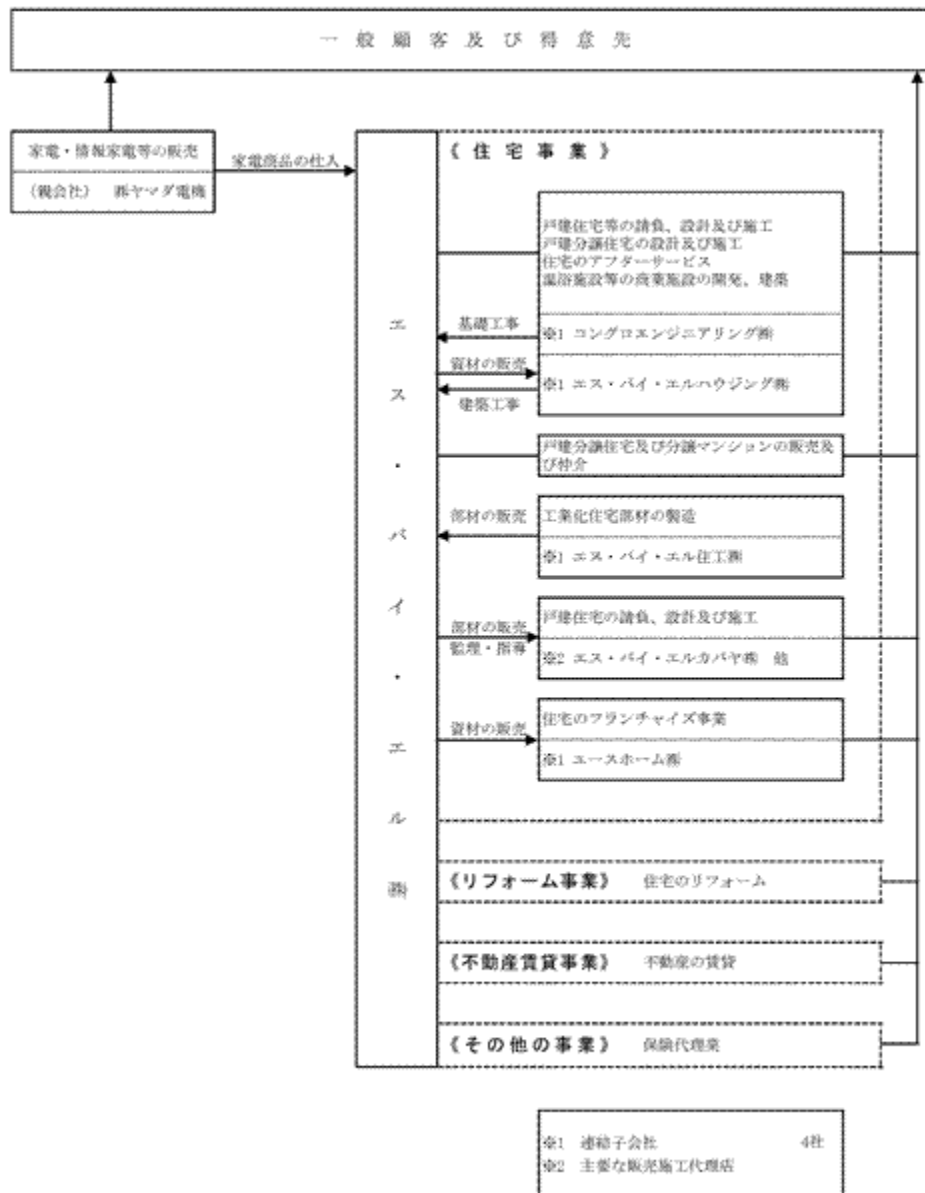 一般顧客及び得意先
家電・情報家電等の販売
(親会社) ㈱ヤマダ電機
家電商品の仕入
エス・バイ・エル㈱
《住宅事業》
戸建住宅等の請負、設計及び施工
戸建分譲住宅の設計及び施工
住宅のアフターサービス
温浴施設等の商業施設の開発、建築
基礎工事
※1 コングロエンジニアリング㈱
資材の販売
建築工事
※1 エス・バイ・エルハウジング㈱
戸建分譲住宅及び分譲マンションの販売及
び仲介
部材の販売
工業化住宅部材の製造
※1 エス・バイ・エル住工㈱
部材の販売
監理・指導
戸建住宅の請負、設計及び施工
※2 エス・バイ・エルカバヤ㈱ 他
資材の販売
住宅のフランチャイズ事業
※1 エースホーム㈱
《リフォーム事業》 住宅のリフォーム
《不動産賃貸事業》 不動産の賃貸
《その他の事業》 保険代理業
※1 連結子会社 4社
※2 主要な販売施工代理店